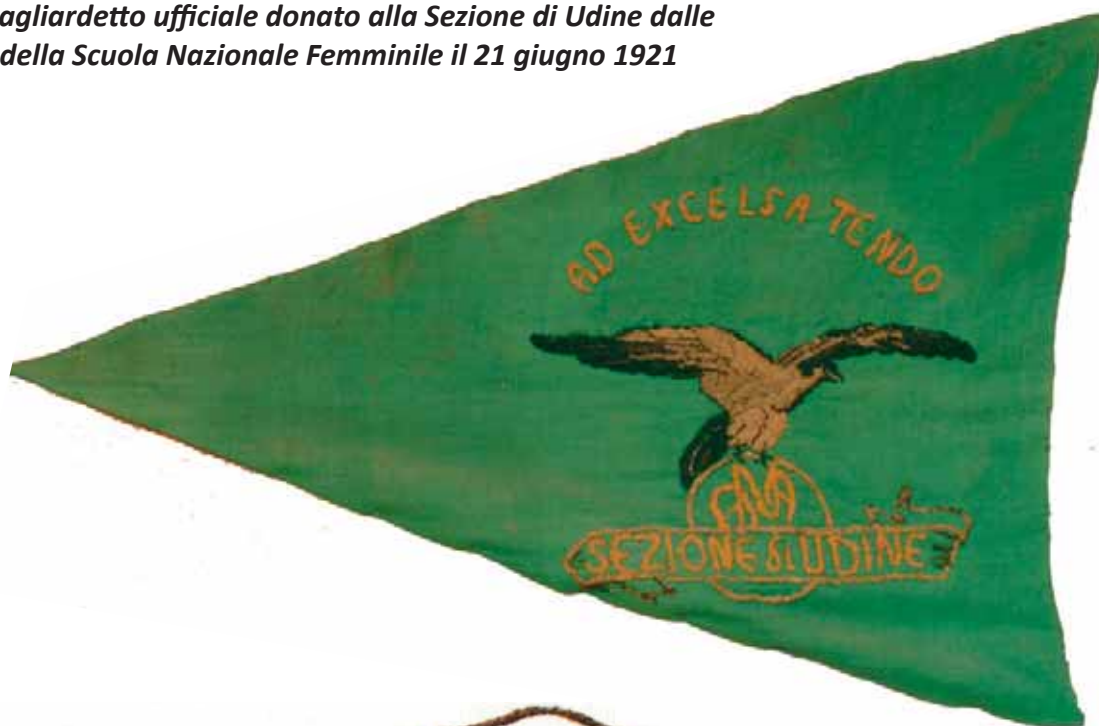 agliardetto ufficiale donato alla Sezione di Udine dalle
della Scuola Nazionale Femminile il 21 giugno 1921
AD EXCELSA TENDO
SEZIONE di UDINE